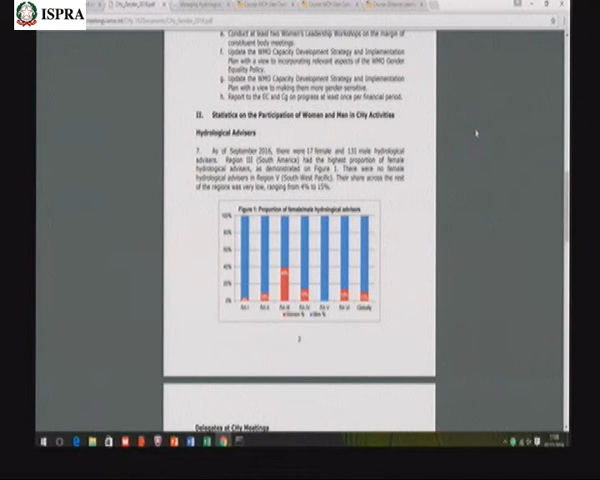 ISPRA
CHy_Gender_2016.pdf
e. Conduct at least two Women's Leadership Workshops on the margin of
constituent body meetings.
f. Update the WMO Capacity Development Strategy and Implementation
Plan with a view to incorporating relevant aspects of the WMO Gender
Equality Policy.
g. Update the WMO Capacity Development Strategy and Implementation
Plan with a view to making them more gender-sensitive.
h. Report to the EC and Cg on progress at least once per financial period.
II. Statistics on the Participation of Women and Men in CHy Activities
Hydrological Advisers
7. As of September 2016, there were 17 female and 131 male hydrological
advisers. Region III (South America) had the highest proportion of female
hydrological advisers, as demonstrated on Figure 1. There were no female
hydrological advisers in Region V (South-West Pacific). Their share across the rest
of the regions was very low, ranging from 4% to 15%.
Figure 1: Proportion of female/male hydrological advisers
100%
80%
60%
40%
20%
0%
RA I RA II RA III RA IV RA V RA VI Globally
Women % Men %
Delegates at CHy Meetings